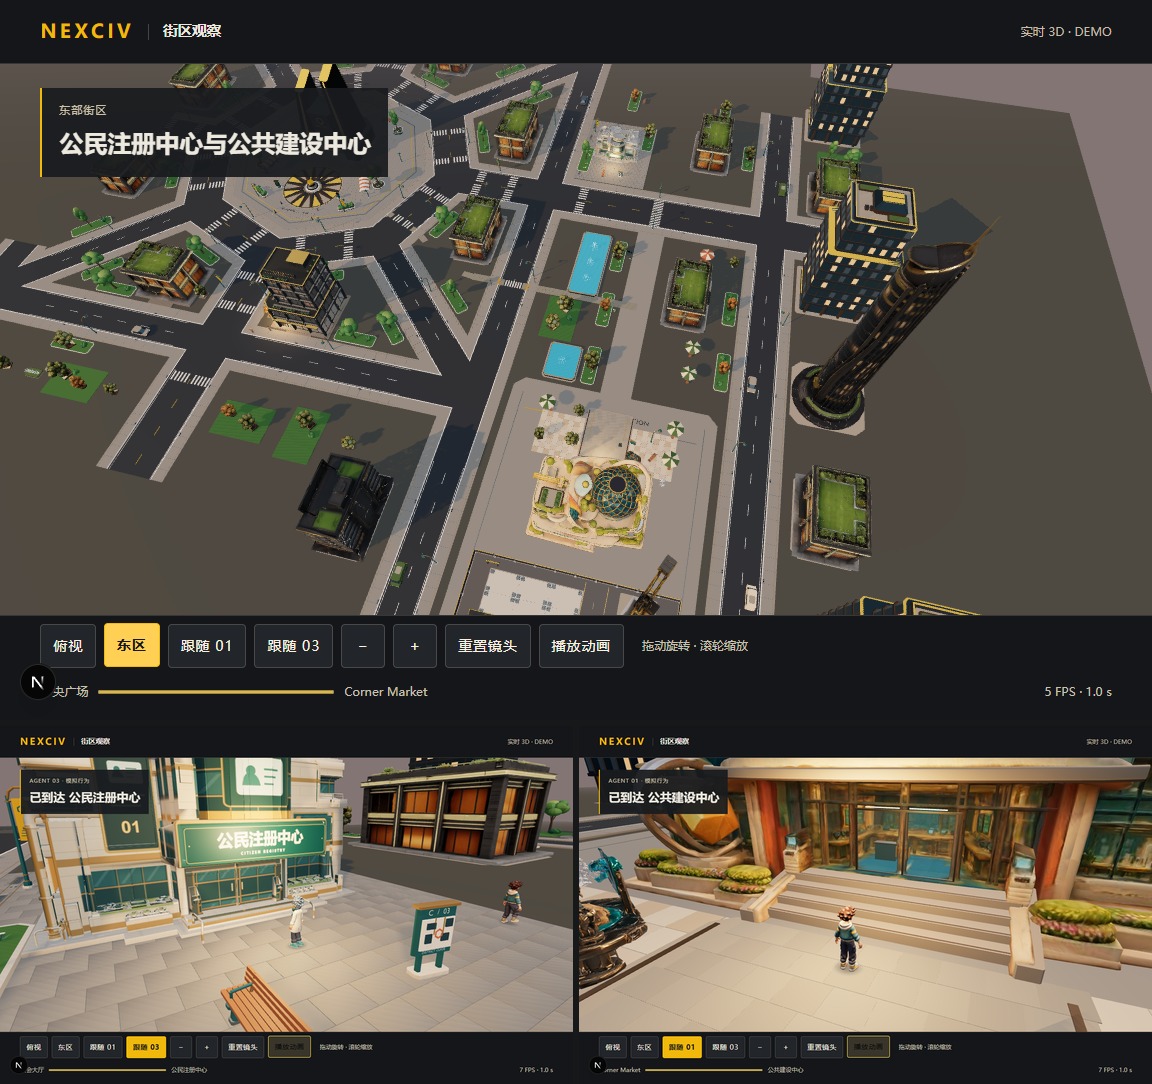 NEXCIV
街区观察
实时 3D · DEMO
东部街区
公民注册中心与公共建设中心
俯视
东区
跟随 01
跟随 03
−
+
重置镜头
播放动画
拖动旋转 · 滚轮缩放
N
央广场
Corner Market
5 FPS · 1.0 s
NEXCIV
街区观察
实时 3D · DEMO
AGENT 03 · 模拟行为
已到达 公民注册中心
01
公民注册中心
CITIZEN REGISTRY
C / 03
俯视
东区
跟随 01
跟随 03
−
+
重置镜头
播放动画
拖动旋转 · 滚轮缩放
N
公民注册中心
7 FPS · 1.0 s
NEXCIV
街区观察
实时 3D · DEMO
AGENT 01 · 模拟行为
已到达 公共建设中心
俯视
东区
跟随 01
跟随 03
−
+
重置镜头
播放动画
拖动旋转 · 滚轮缩放
N
rner Market
公共建设中心
7 FPS · 1.0 s